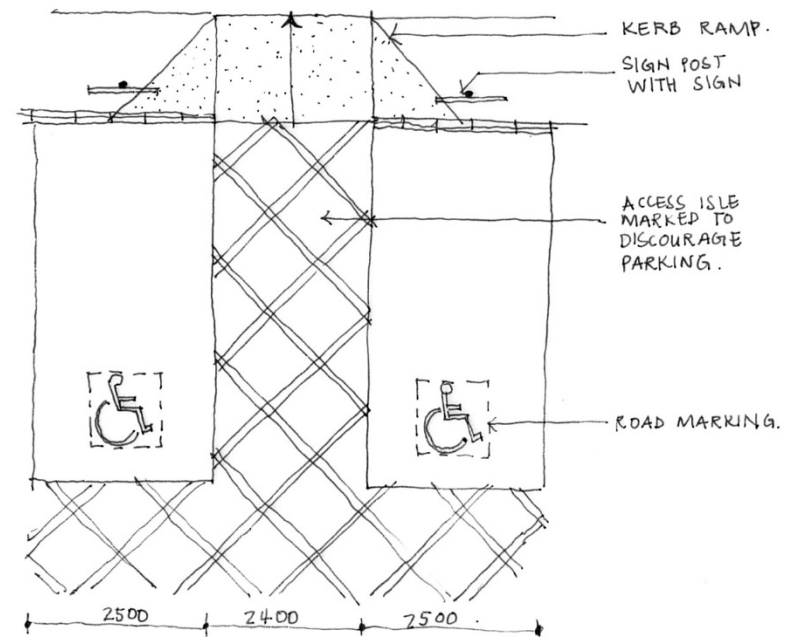 KERB RAMP.
SIGN POST
WITH SIGN
ACCESS ISLE
MARKED TO
DISCOURAGE
PARKING.
ROAD MARKING.
2500 2400 2500.